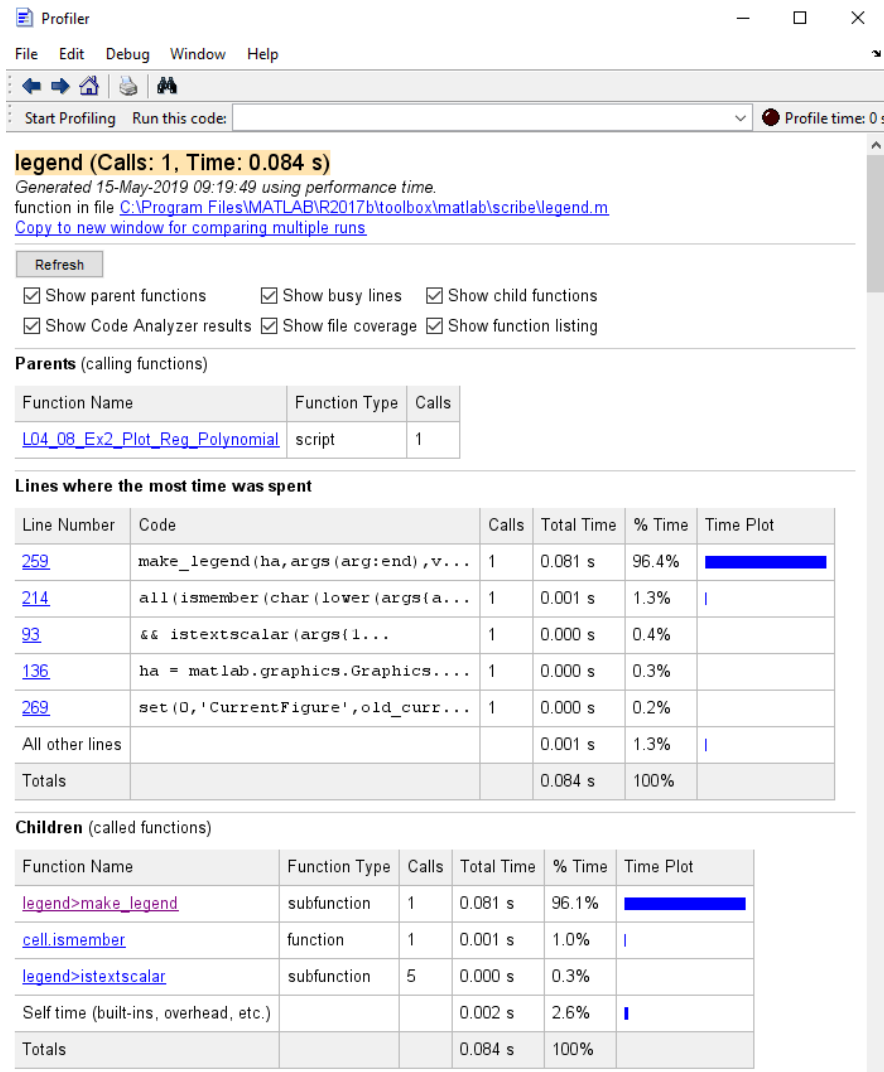 Profiler
File Edit Debug Window Help
Start Profiling Run this code: Profile time: 0 s
legend (Calls: 1, Time: 0.084 s)
Generated 15-May-2019 09:19:49 using performance time.
function in file C:\Program Files\MATLAB\R2017b\toolbox\matlab\scribe\legend.m
Copy to new window for comparing multiple runs
Refresh
Show parent functions Show busy lines Show child functions
Show Code Analyzer results Show file coverage Show function listing
Parents (calling functions)
Function Name Function Type Calls
L04_08_Ex2_Plot_Reg_Polynomial script 1
Lines where the most time was spent
Line Number Code Calls Total Time % Time Time Plot
259 make_legend(ha,args(arg:end),v... 1 0.081 s 96.4%
214 all(ismember(char(lower(args{a... 1 0.001 s 1.3%
93 && istextscalar(args{1... 1 0.000 s 0.4%
136 ha = matlab.graphics.Graphics.... 1 0.000 s 0.3%
269 set(0,'CurrentFigure',old_curr... 1 0.000 s 0.2%
All other lines 0.001 s 1.3%
Totals 0.084 s 100%
Children (called functions)
Function Name Function Type Calls Total Time % Time Time Plot
legend>make_legend subfunction 1 0.081 s 96.1%
cell.ismember function 1 0.001 s 1.0%
legend>istextscalar subfunction 5 0.000 s 0.3%
Self time (built-ins, overhead, etc.) 0.002 s 2.6%
Totals 0.084 s 100%